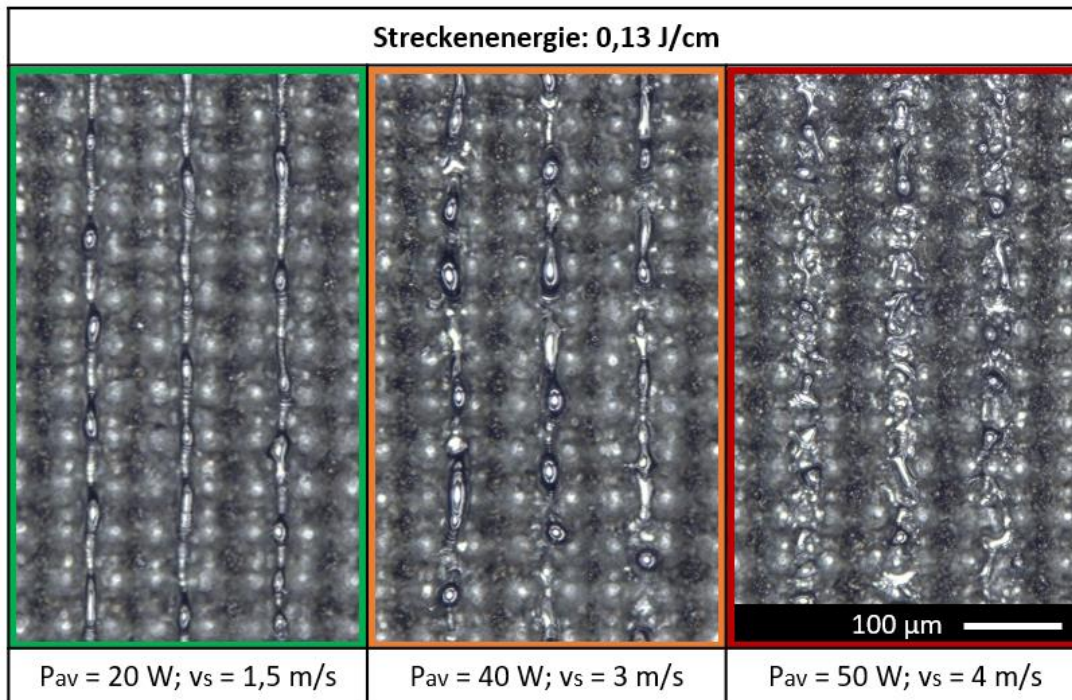 Streckenenergie: 0,13 J/cm
100 µm
Pav = 20 W; vs = 1,5 m/s
Pav = 40 W; vs = 3 m/s
Pav = 50 W; vs = 4 m/s